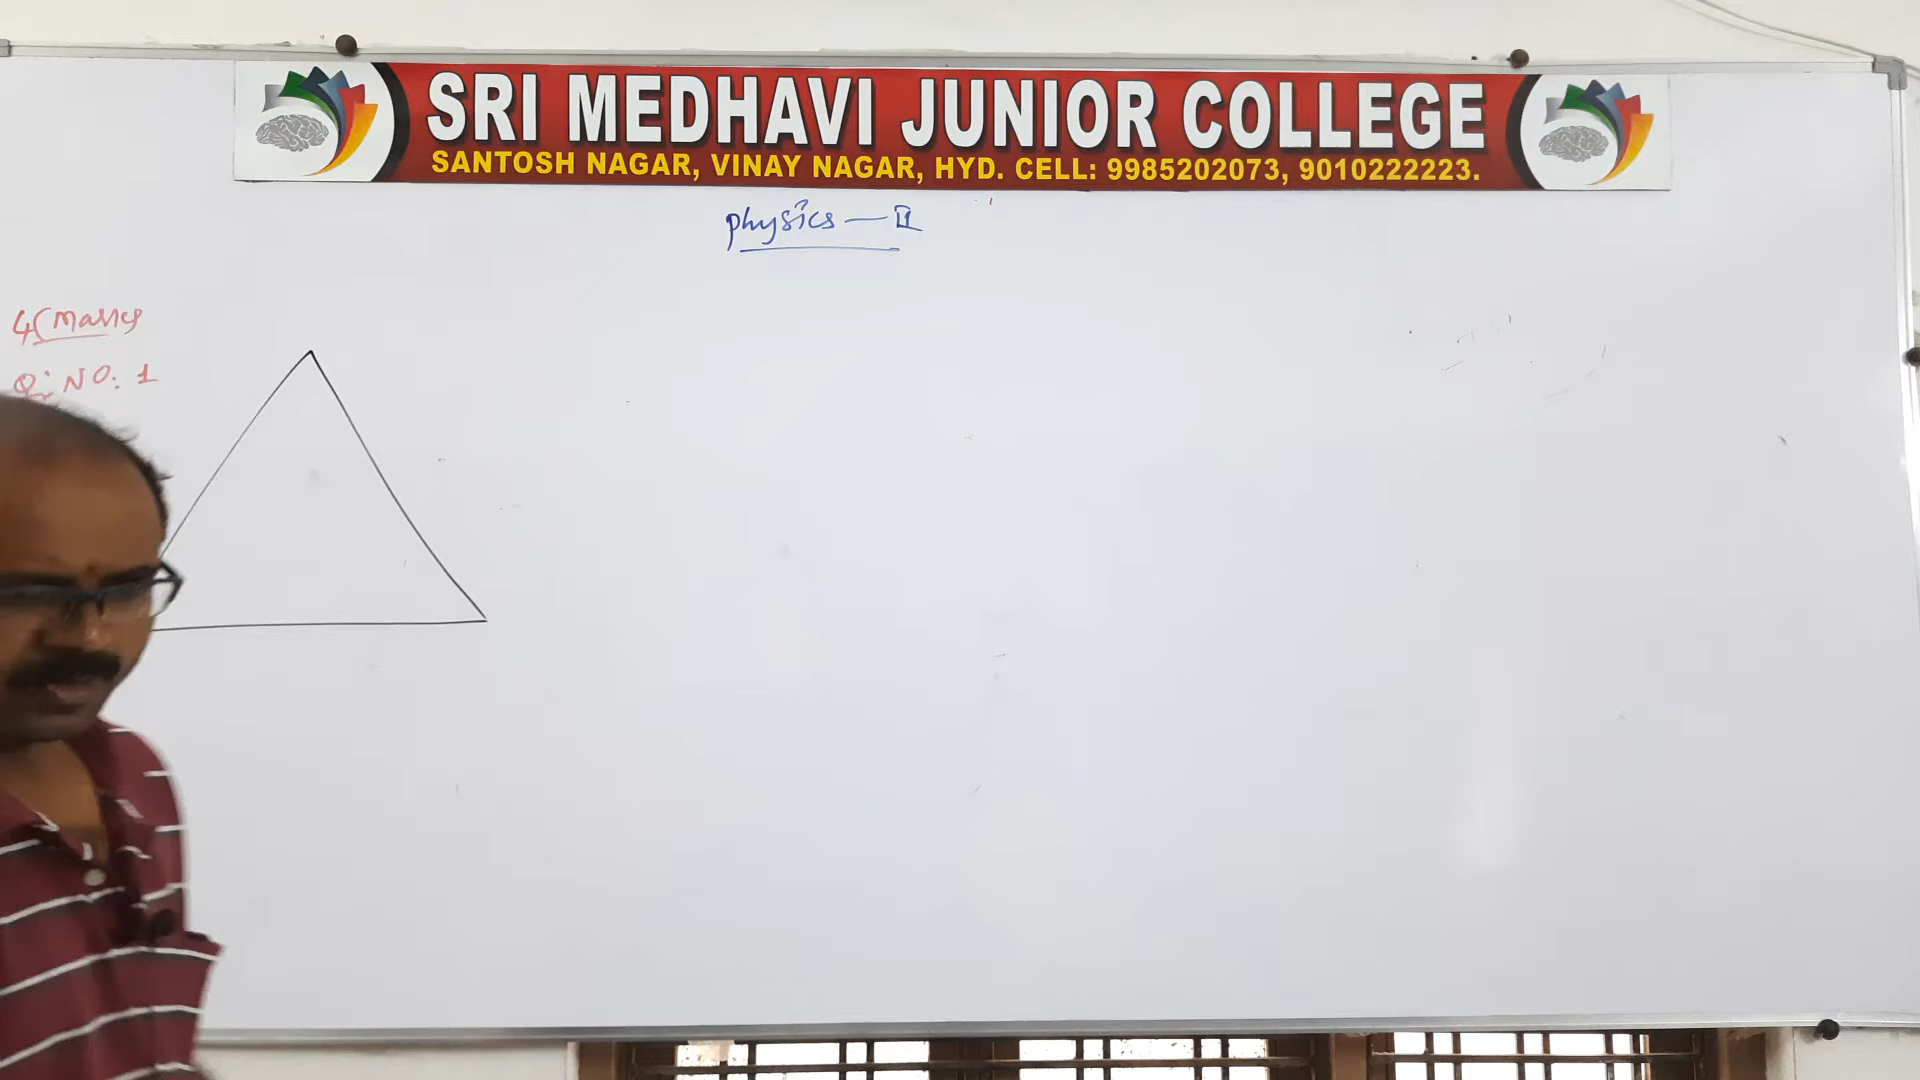 SRI MEDHAVI JUNIOR COLLEGE
SANTOSH NAGAR, VINAY NAGAR, HYD. CELL: 9985202073, 9010222223.
physics — II
4(Marks
Q: NO: 1